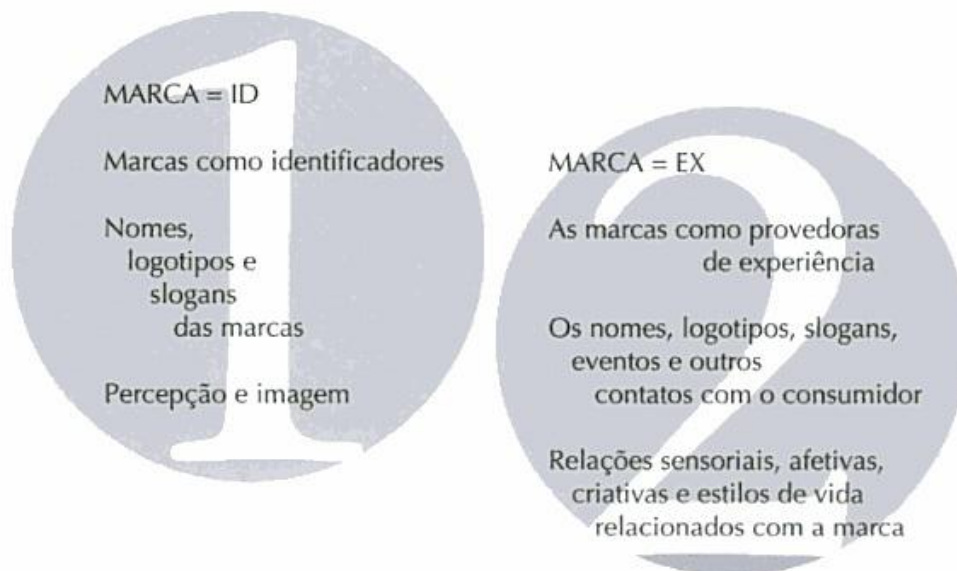 1
MARCA = ID
Marcas como identificadores
Nomes,
logotipos e
slogans
das marcas
Percepção e imagem
2
MARCA = EX
As marcas como provedoras
de experiência
Os nomes, logotipos, slogans,
eventos e outros
contatos com o consumidor
Relações sensoriais, afetivas,
criativas e estilos de vida
relacionados com a marca